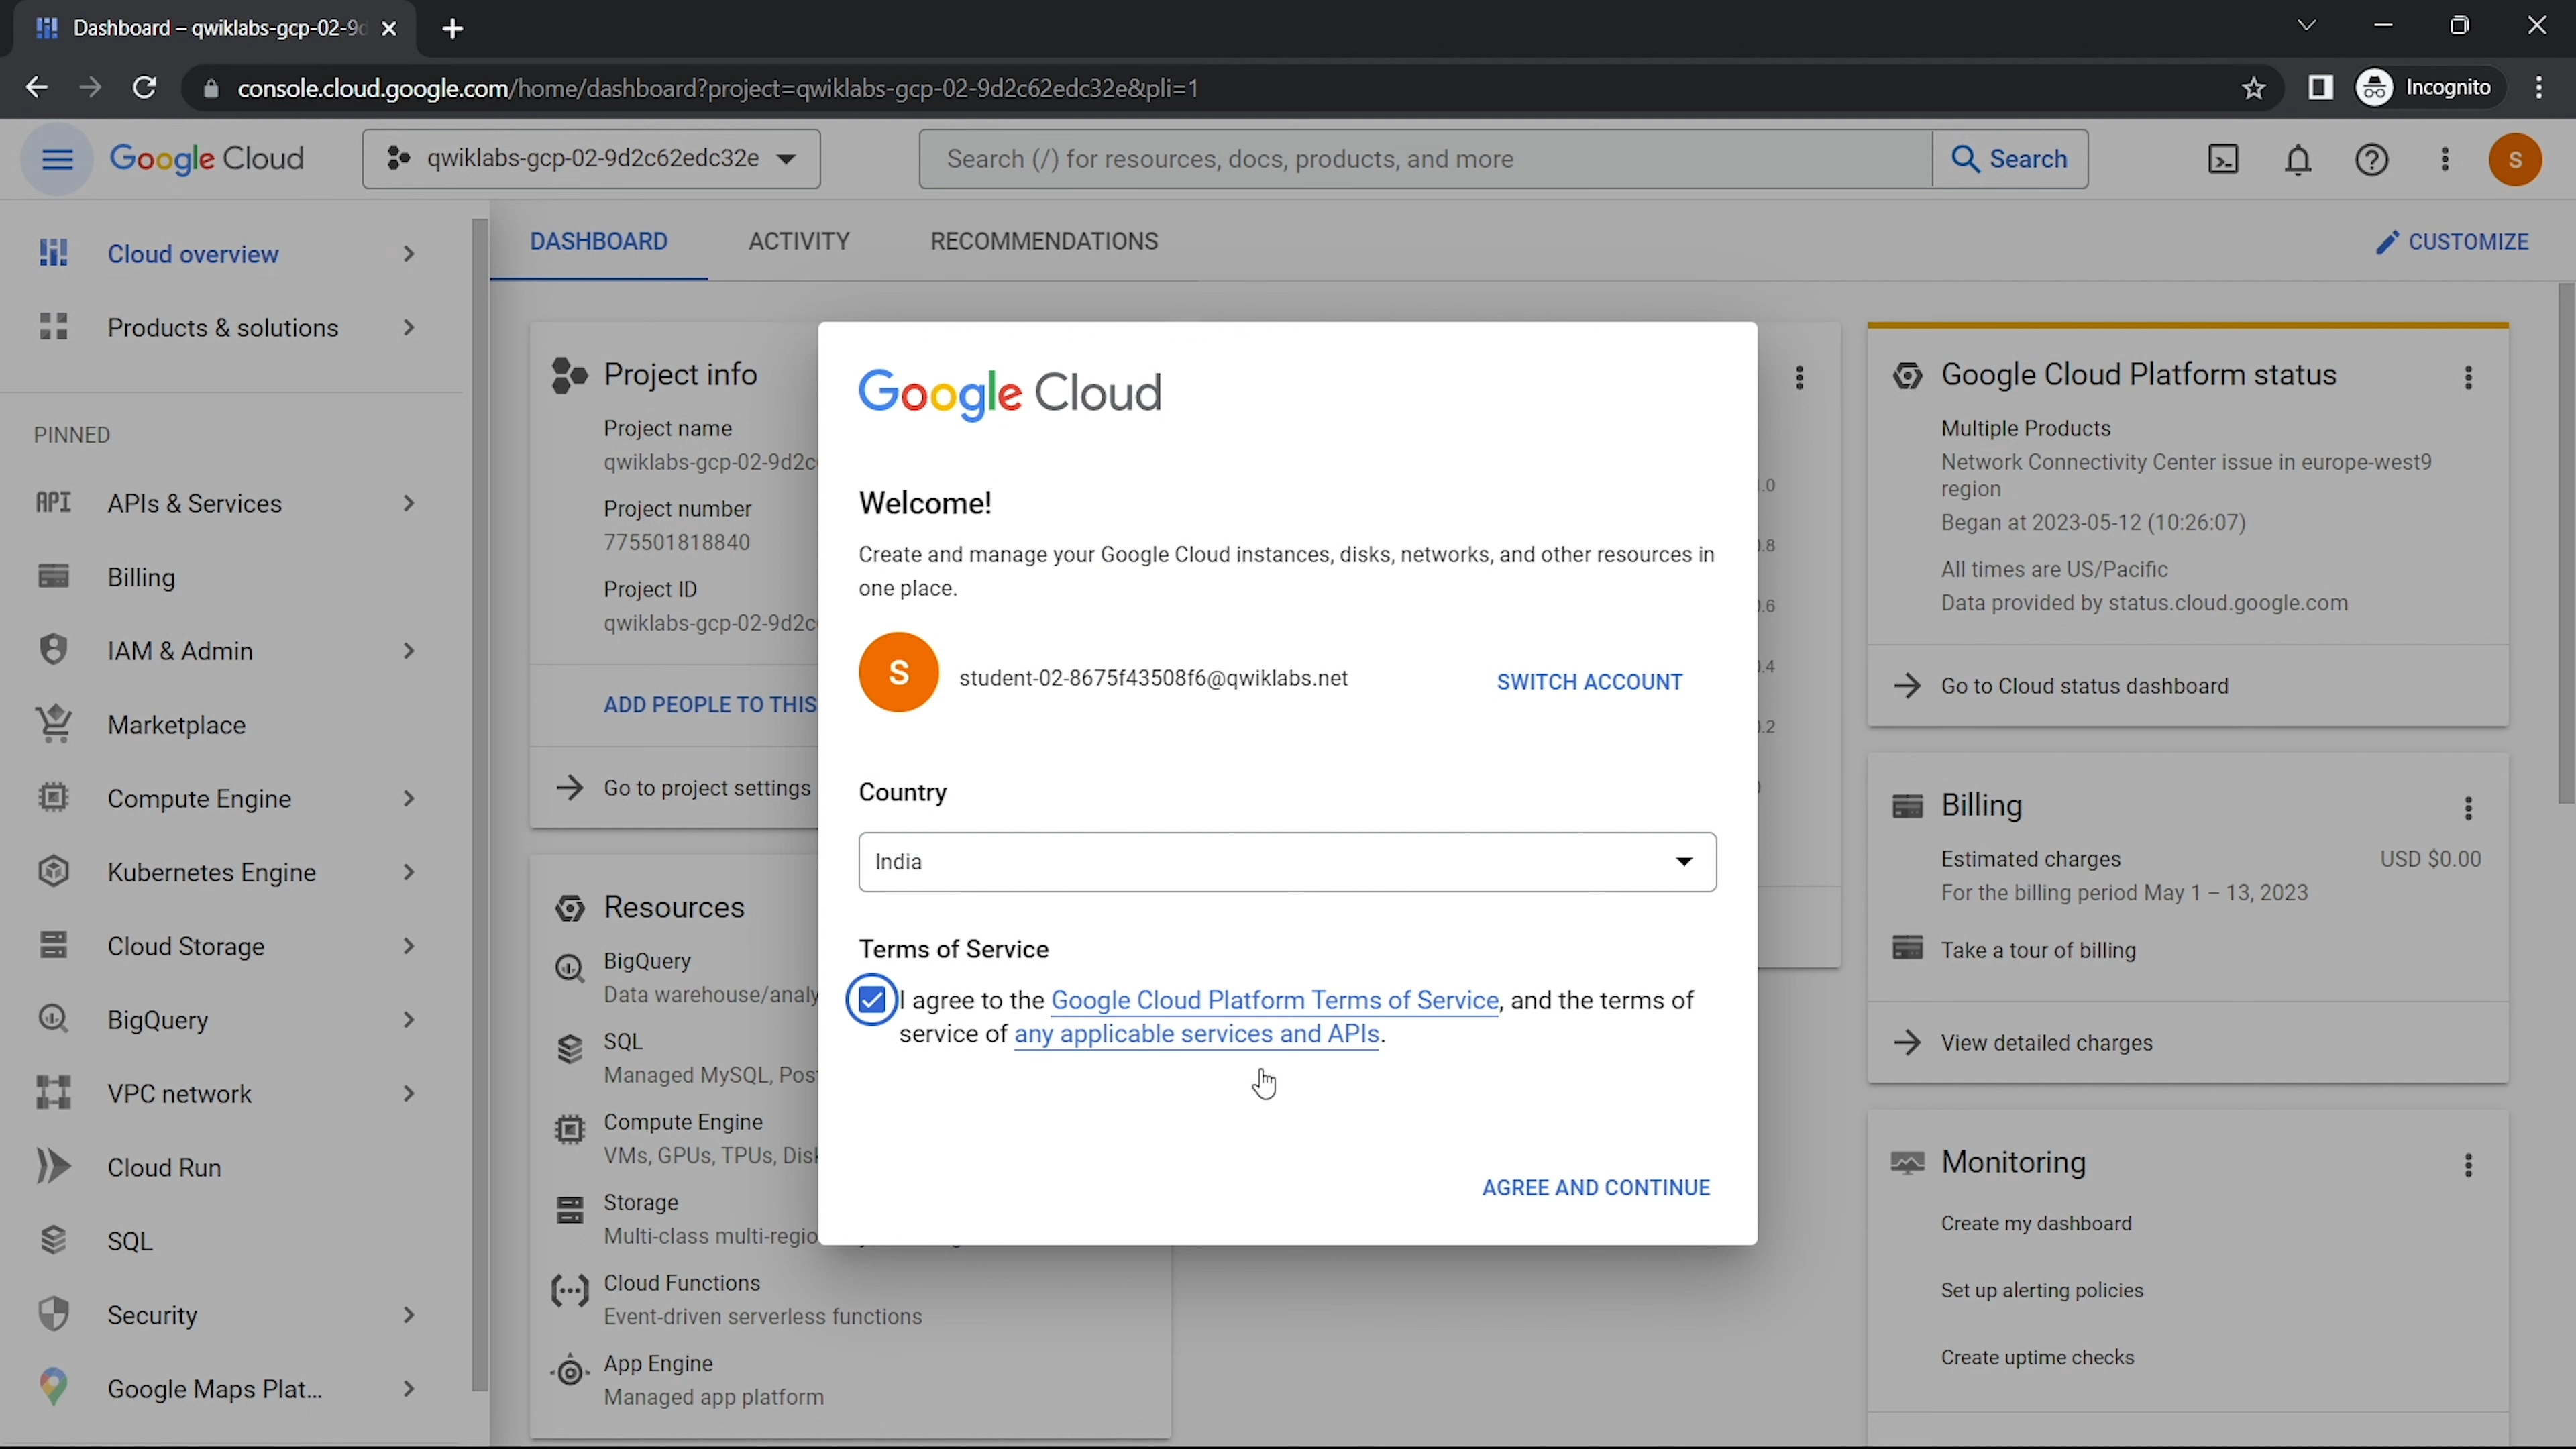 Dashboard – qwiklabs-gcp-02-9d
console.cloud.google.com/home/dashboard?project=qwiklabs-gcp-02-9d2c62edc32e&pli=1
Incognito
Google Cloud
qwiklabs-gcp-02-9d2c62edc32e
Search (/) for resources, docs, products, and more
Search
S
Cloud overview
Products & solutions
PINNED
API APIs & Services
Billing
IAM & Admin
Marketplace
Compute Engine
Kubernetes Engine
Cloud Storage
BigQuery
VPC network
Cloud Run
SQL
Security
Google Maps Plat...
DASHBOARD
ACTIVITY
RECOMMENDATIONS
CUSTOMIZE
Project info
Project name
qwiklabs-gcp-02-9d2c
Project number
775501818840
Project ID
qwiklabs-gcp-02-9d2c
ADD PEOPLE TO THIS
Go to project settings
Resources
BigQuery
Data warehouse/analy
SQL
Managed MySQL, Pos
Compute Engine
VMs, GPUs, TPUs, Disk
Storage
Multi-class multi-regio
Cloud Functions
Event-driven serverless functions
App Engine
Managed app platform
Google Cloud
Welcome!
Create and manage your Google Cloud instances, disks, networks, and other resources in
one place.
S
student-02-8675f43508f6@qwiklabs.net
SWITCH ACCOUNT
Country
India
Terms of Service
I agree to the Google Cloud Platform Terms of Service, and the terms of
service of any applicable services and APIs.
AGREE AND CONTINUE
.0
.8
.6
.4
.2
Google Cloud Platform status
Multiple Products
Network Connectivity Center issue in europe-west9
region
Began at 2023-05-12 (10:26:07)
All times are US/Pacific
Data provided by status.cloud.google.com
Go to Cloud status dashboard
Billing
Estimated charges
USD $0.00
For the billing period May 1 – 13, 2023
Take a tour of billing
View detailed charges
Monitoring
Create my dashboard
Set up alerting policies
Create uptime checks